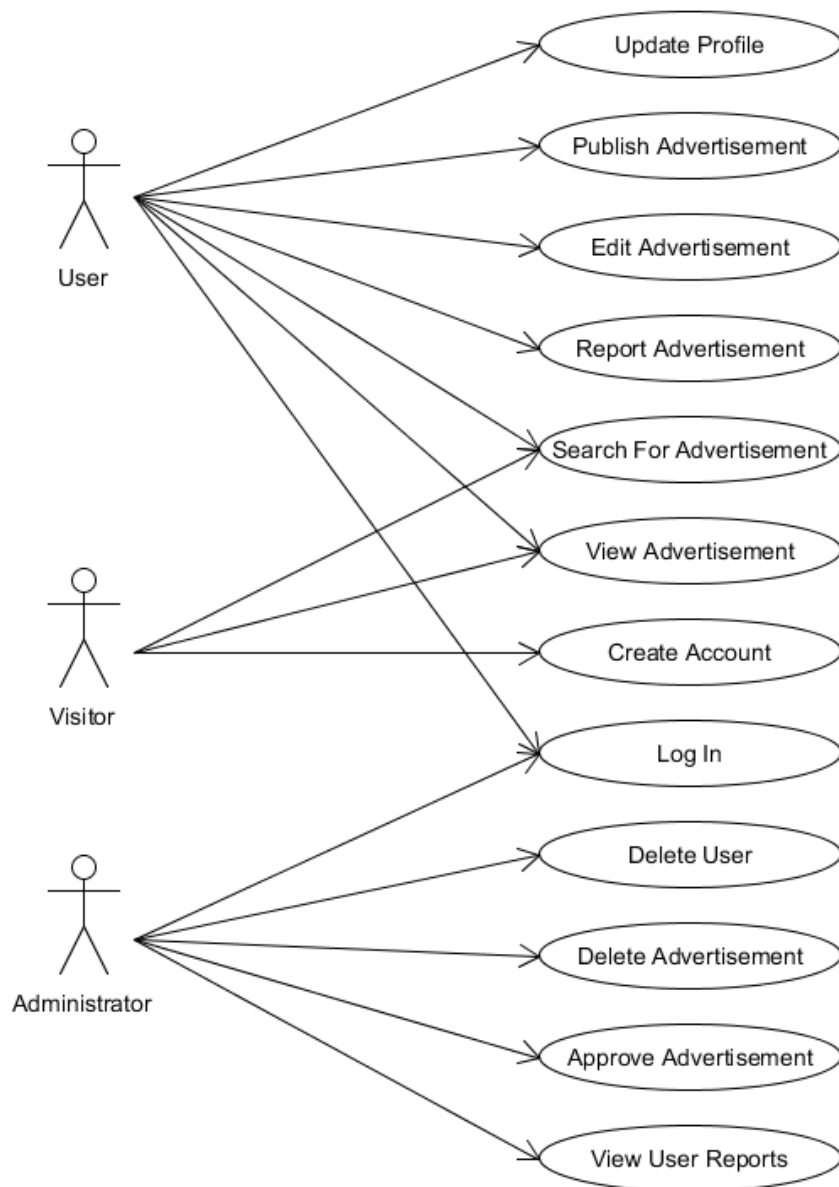 Update Profile
Publish Advertisement
Edit Advertisement
User
Report Advertisement
Search For Advertisement
View Advertisement
Create Account
Visitor
Log In
Delete User
Delete Advertisement
Administrator
Approve Advertisement
View User Reports